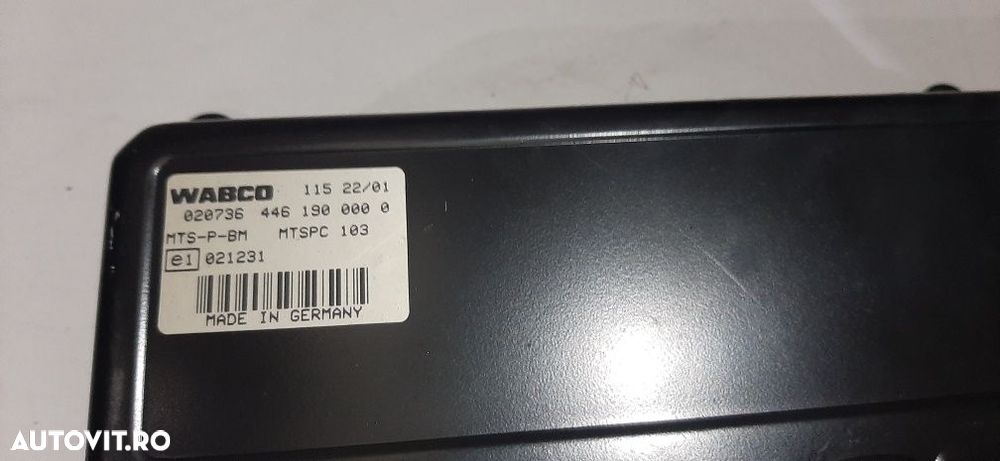 WABCO 115 22/01
020736 446 190 000 0
MTS-P-BM MTSPC 103
e1 021231
MADE IN GERMANY
AUTOVIT.RO